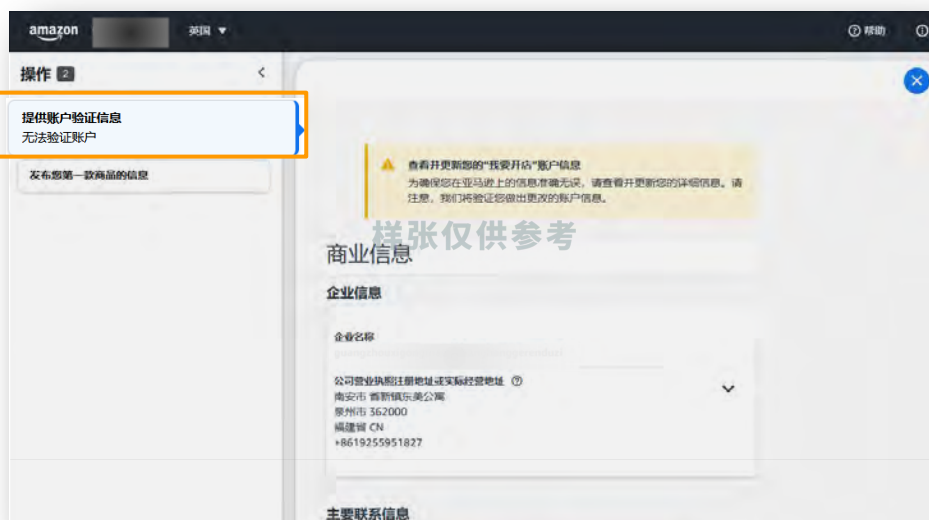 amazon
英国 ▼
帮助
操作 2
提供账户验证信息
无法验证账户
发布您第一款商品的信息
查看并更新您的“我要开店”账户信息
为确保您在亚马逊上的信息准确无误，请查看并更新您的详细信息。请
注意，我们将验证您做出更改的账户信息。
样张仅供参考
商业信息
企业信息
企业名称
公司营业执照注册地址或实际经营地址
南安市 省新镇东美公寓
泉州市 362000
福建省 CN
+8619255951827
主要联系信息